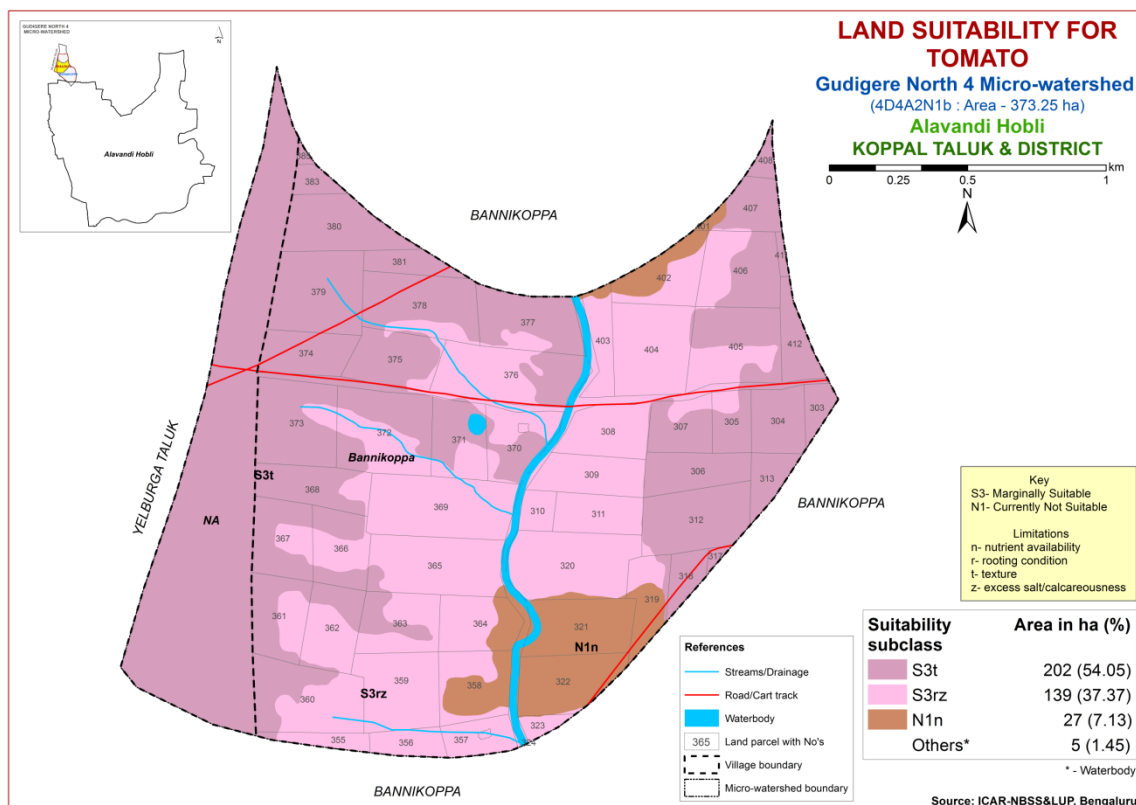 GUDIGERE NORTH 4
MICRO-WATERSHED
N
Alavandi Hobli
LAND SUITABILITY FOR
TOMATO
Gudigere North 4 Micro-watershed
(4D4A2N1b : Area - 373.25 ha)
Alavandi Hobli
KOPPAL TALUK & DISTRICT
km
0 0.25 0.5 1
N
BANNIKOPPA
408
383
407
380
381
402
406
379
378
377
403
404
405
412
374
375
376
303
373
372
371
370
308
307
305
304
Bannikoppa
309
306
313
S3t
368
369
310
311
312
YELBURGA TALUK
NA
BANNIKOPPA
367
366
365
320
317
316
319
361
362
363
364
321
N1n
360
359
S3rz
358
322
355
356
357
323
BANNIKOPPA
Key
S3- Marginally Suitable
N1- Currently Not Suitable
Limitations
n- nutrient availability
r- rooting condition
t- texture
z- excess salt/calcareousness
References
Streams/Drainage
Road/Cart track
Waterbody
365 Land parcel with No's
Village boundary
Micro-watershed boundary
Suitability Area in ha (%)
subclass
S3t 202 (54.05)
S3rz 139 (37.37)
N1n 27 (7.13)
Others* 5 (1.45)
* - Waterbody
Source: ICAR-NBSS&LUP, Bengaluru